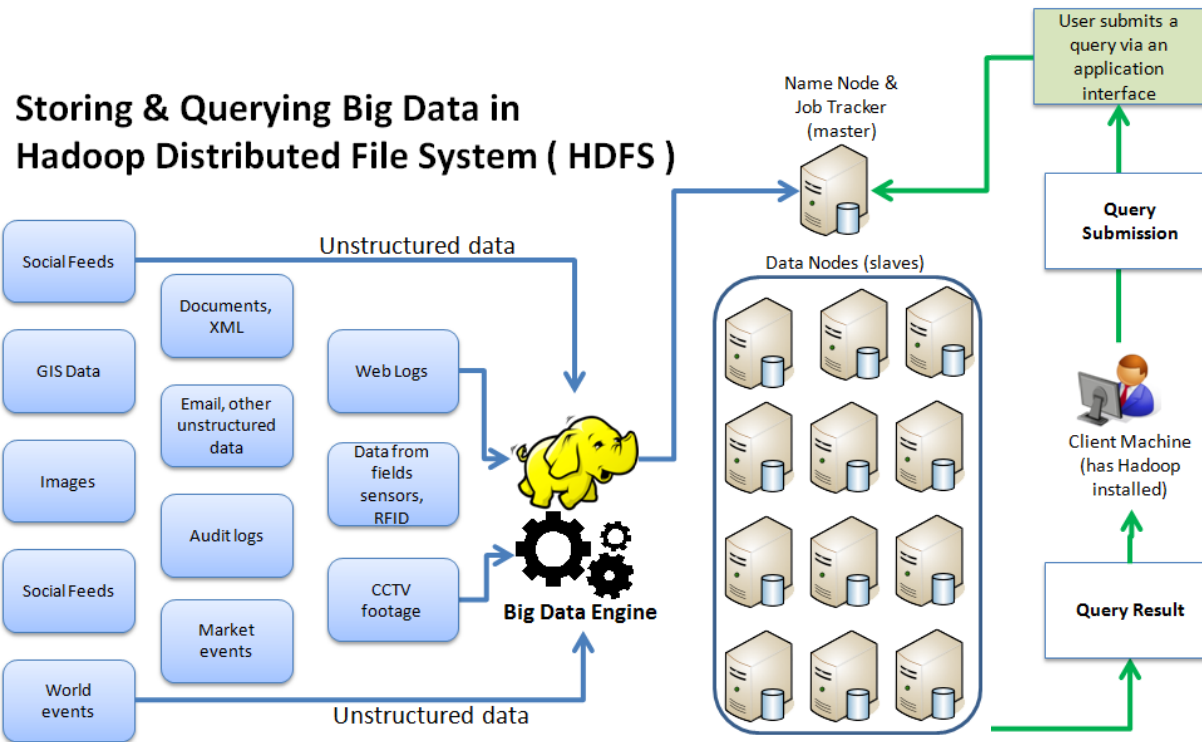 Storing & Querying Big Data in
Hadoop Distributed File System ( HDFS )
User submits a
query via an
application
interface
Name Node &
Job Tracker
(master)
Query
Submission
Unstructured data
Social Feeds
GIS Data
Images
Social Feeds
World
events
Documents,
XML
Email, other
unstructured
data
Audit logs
Market
events
Web Logs
Data from
fields
sensors,
RFID
CCTV
footage
Big Data Engine
Unstructured data
Data Nodes (slaves)
Client Machine
(has Hadoop
installed)
Query Result